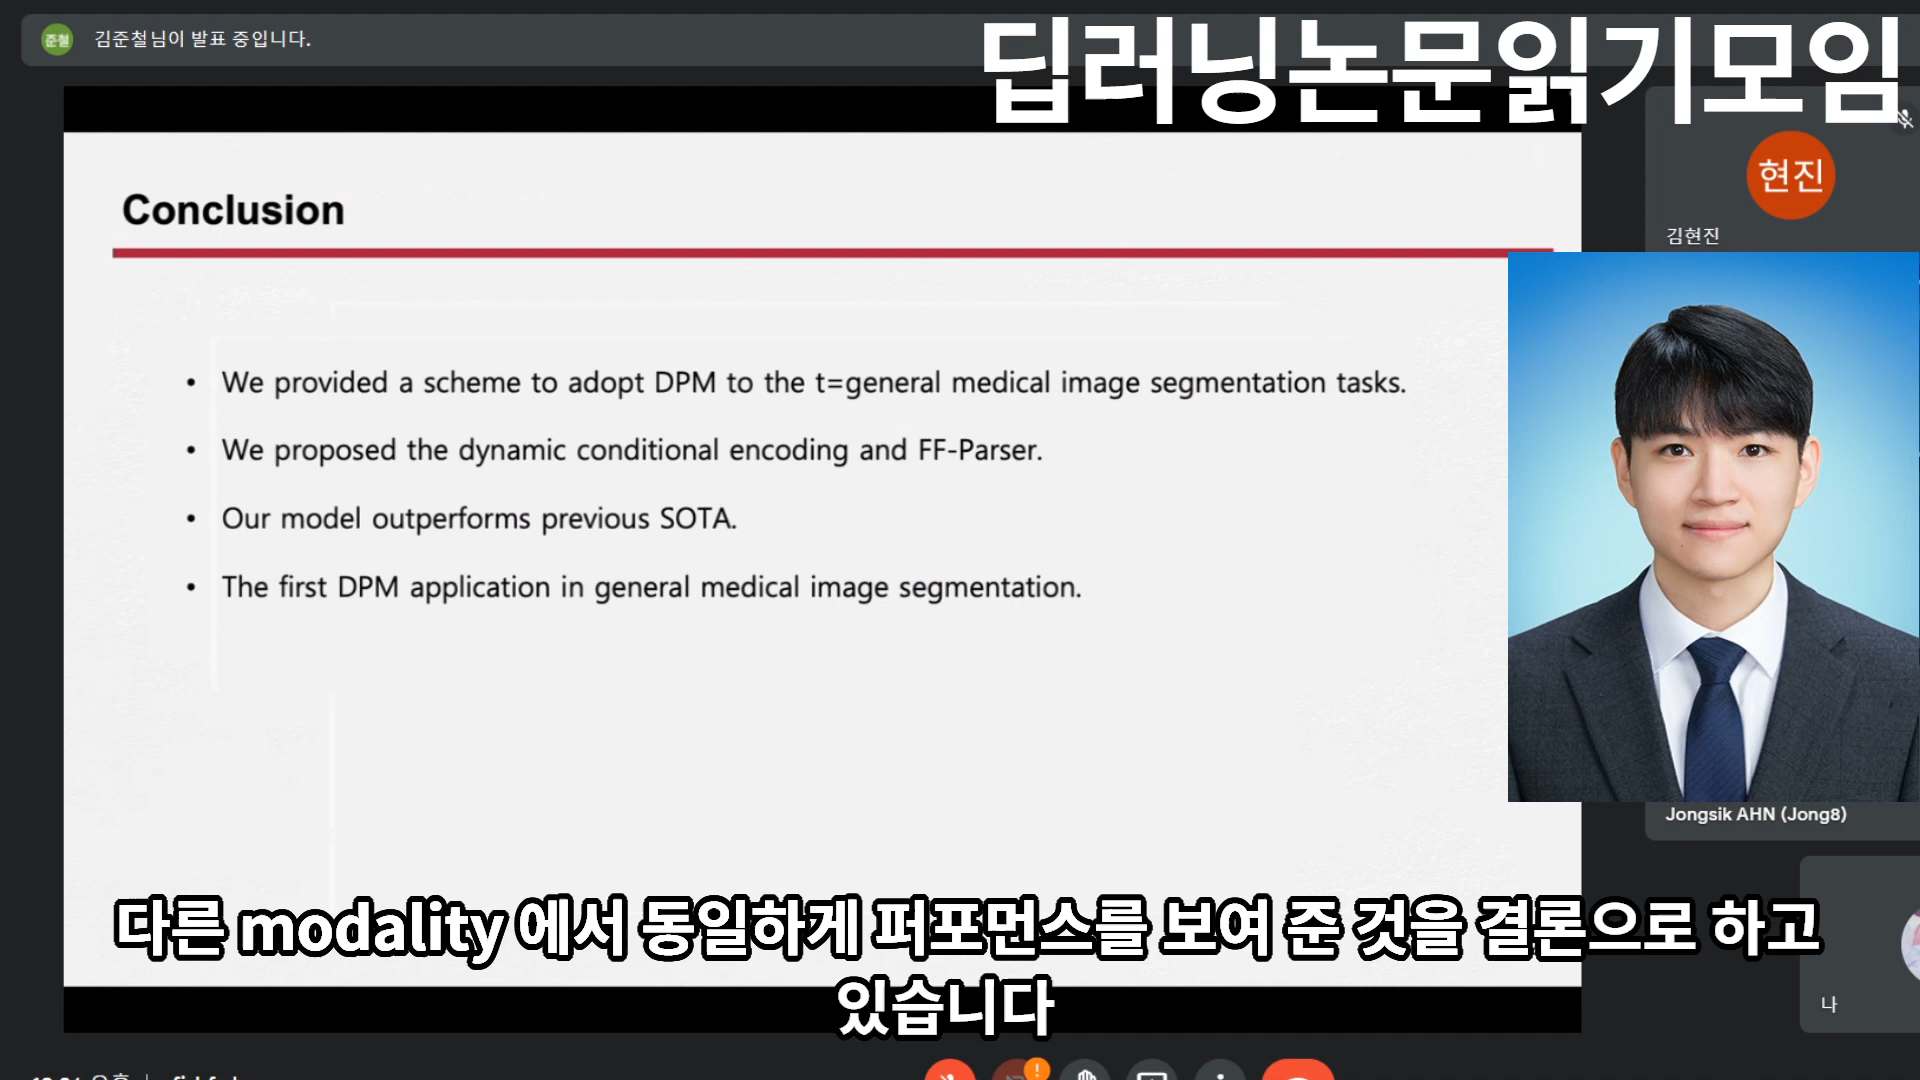 준철
김준철님이 발표 중입니다.
딥러닝논문읽기모임
현진
김현진
Conclusion
• We provided a scheme to adopt DPM to the t=general medical image segmentation tasks.
• We proposed the dynamic conditional encoding and FF-Parser.
• Our model outperforms previous SOTA.
• The first DPM application in general medical image segmentation.
Jongsik AHN (Jong8)
다른 modality 에서 동일하게 퍼포먼스를 보여 준 것을 결론으로 하고
있습니다
나